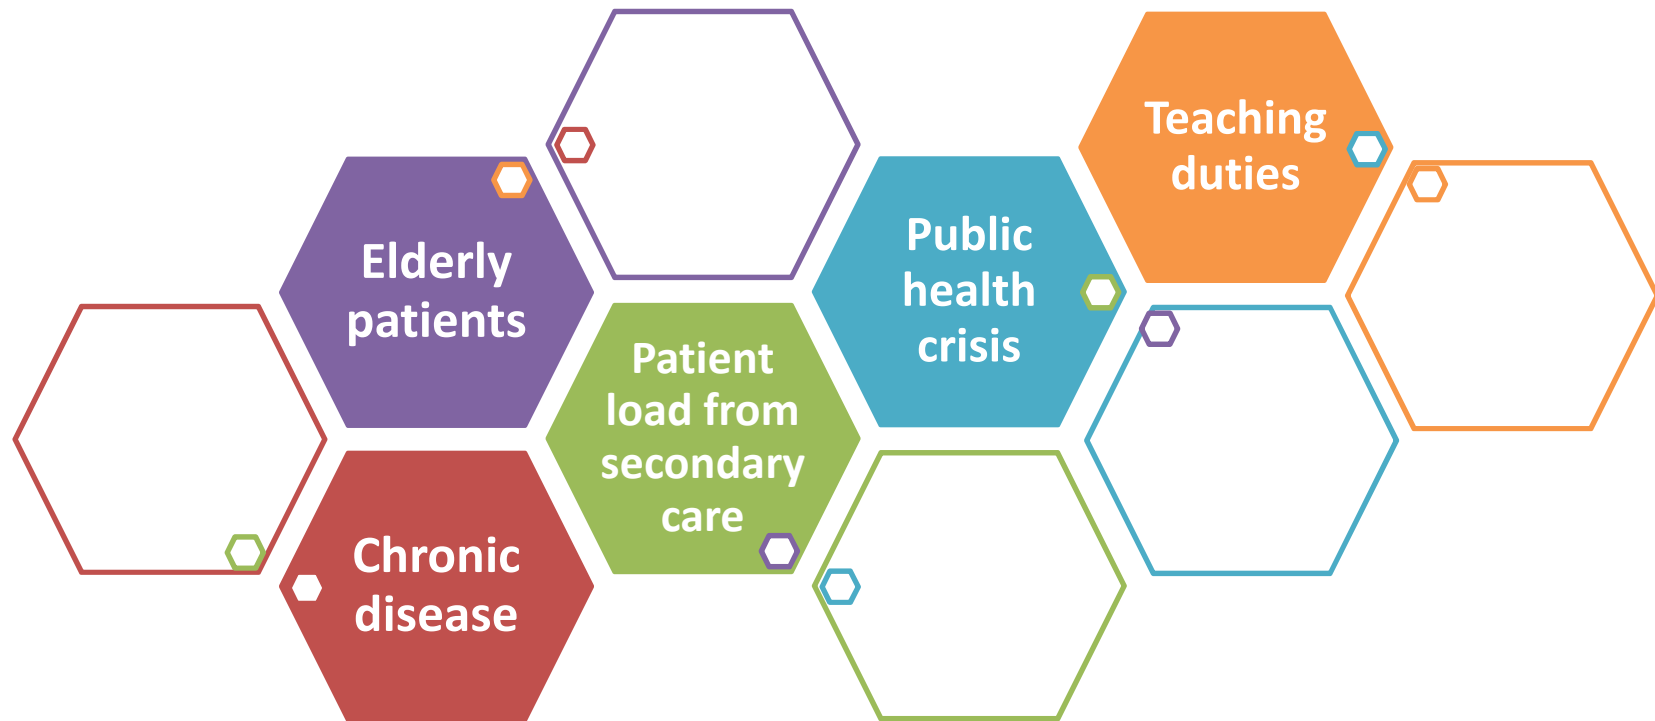 Elderly
patients
Chronic
disease
Patient
load from
secondary
care
Public
health
crisis
Teaching
duties